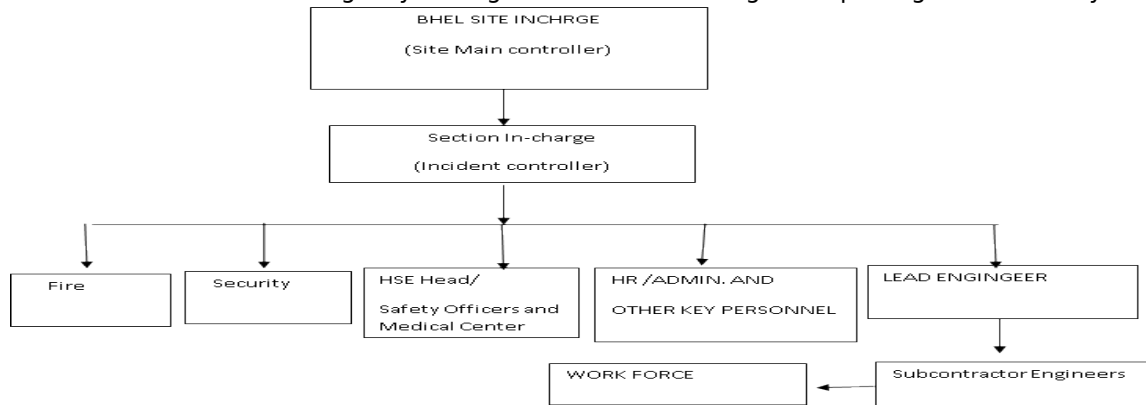 BHEL SITE INCHRGE
(Site Main controller)
Section In-charge
(Incident controller)
Fire
Security
HSE Head/
Safety Officers and
Medical Center
HR /ADMIN. AND
OTHER KEY PERSONNEL
LEAD ENGINGEER
Subcontractor Engineers
WORK FORCE